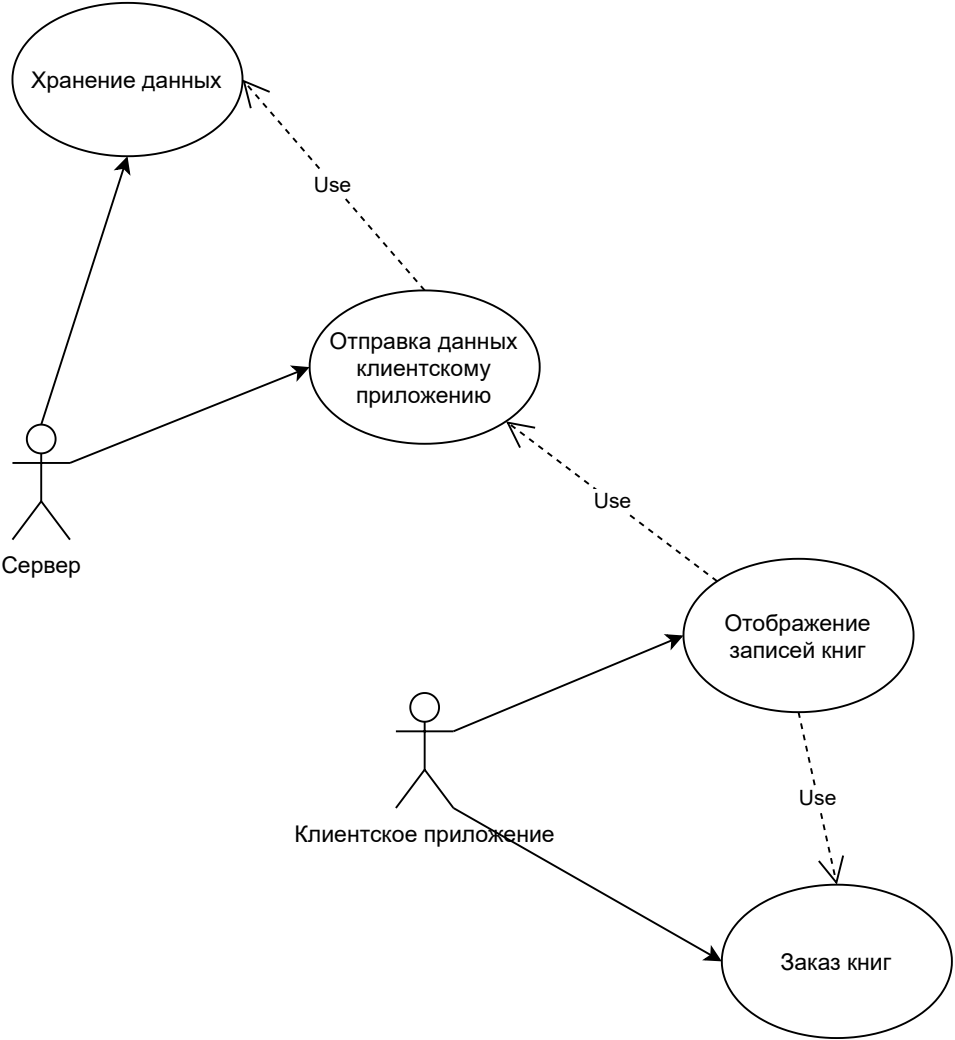 Хранение данных
Use
Отправка данных
клиентскому
приложению
Use
Сервер
Отображение
записей книг
Use
Клиентское приложение
Заказ книг